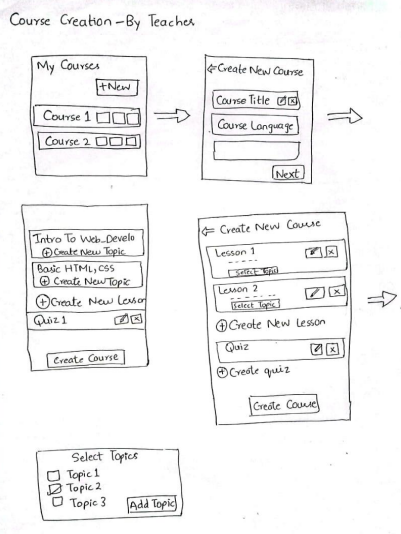 Course Creation - By Teacher
My Courses
+New
Course 1
Course 2
Create New Course
Course Title
Course Language
Next
Intro To Web_Develo
+ Create New Topic
Basic HTML, CSS
+ Create New Topic
+ Create New Lesson
Quiz 1
Create Course
Create New Course
Lesson 1
Select Topic
Lesson 2
Select Topic
+ Create New Lesson
Quiz
+ Create quiz
Create Course
Select Topics
Topic 1
Topic 2
Topic 3
Add Topic